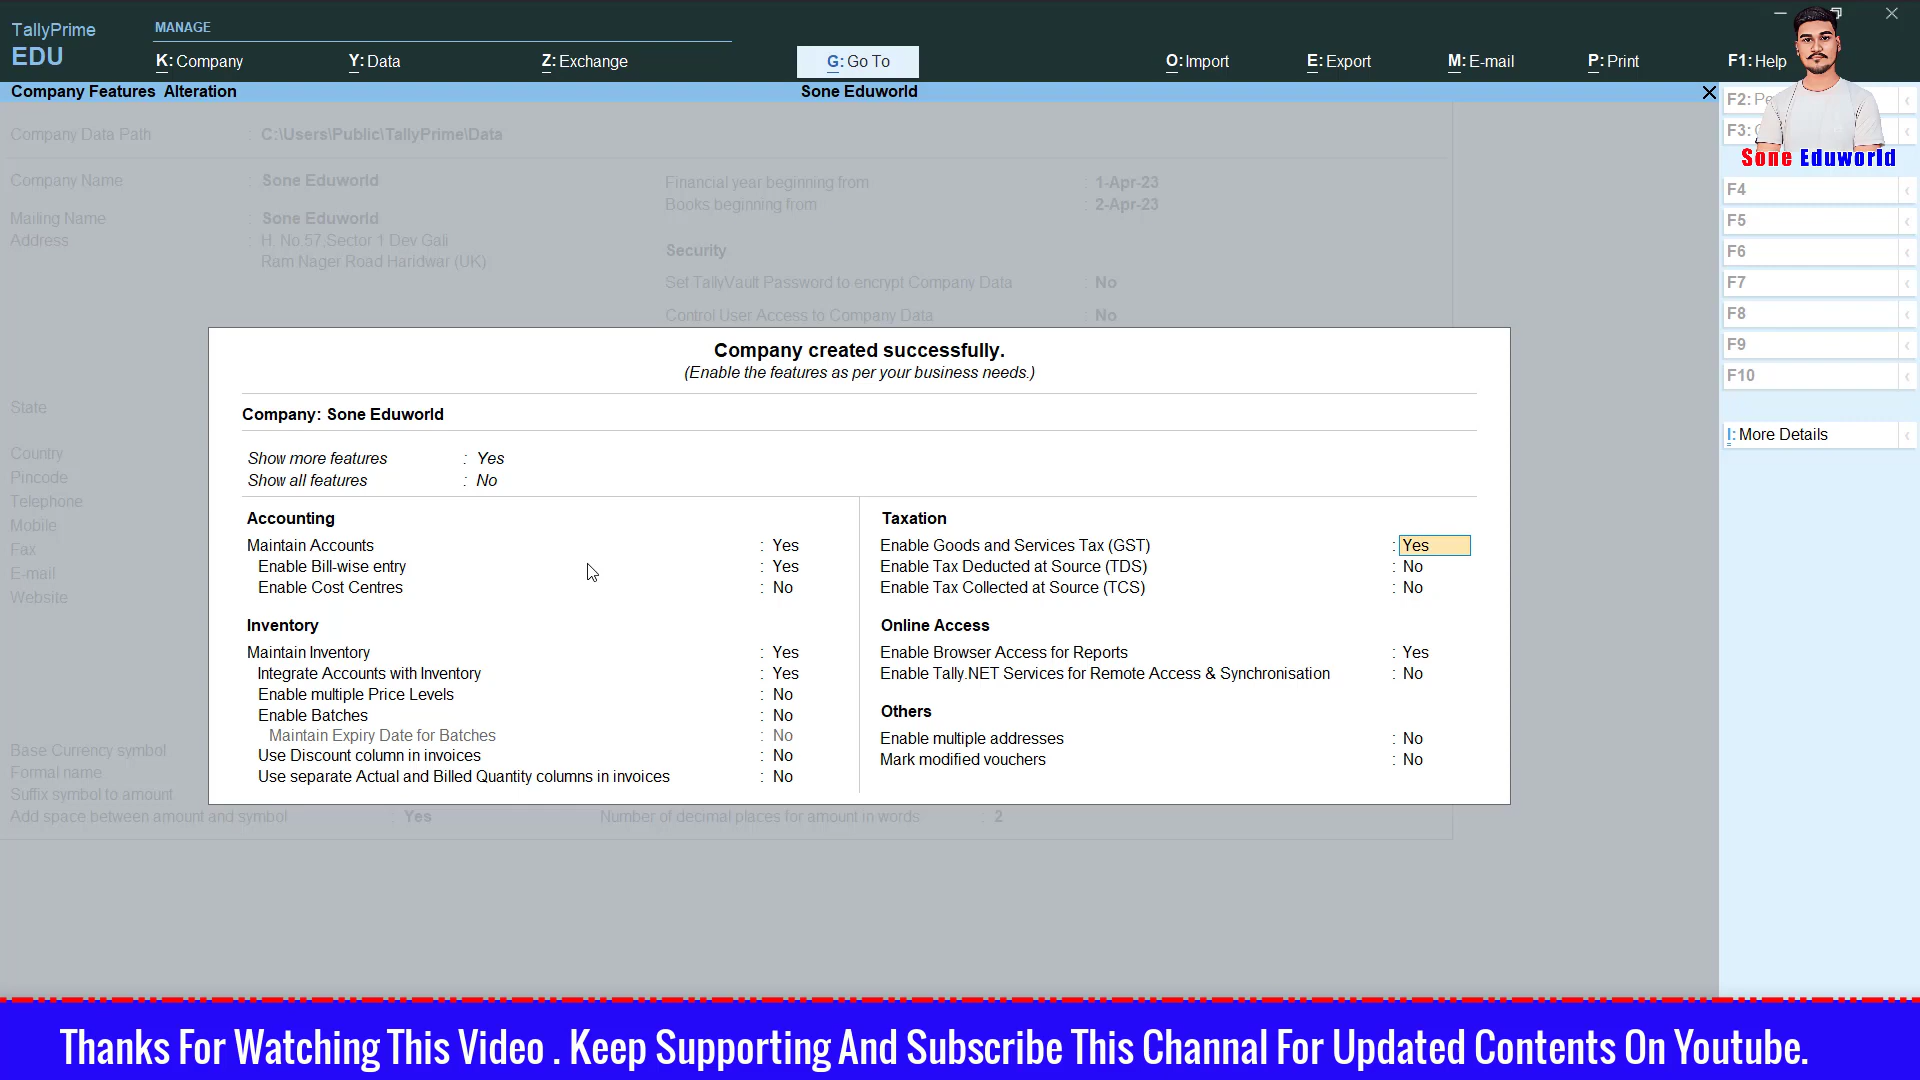 TallyPrime
EDU
MANAGE
K: Company
Y: Data
Z: Exchange
G: Go To
O: Import
E: Export
M: E-mail
P: Print
F1: Help
Company Features Alteration
Sone Eduworld
Company Data Path : C:\Users\Public\TallyPrime\Data
Company Name : Sone Eduworld
Mailing Name : Sone Eduworld
Address : H. No.57,Sector 1 Dev Gali
Ram Nager Road Haridwar (UK)
State
Country
Pincode
Telephone
Mobile
Fax
E-mail
Website
Base Currency symbol
Formal name
Suffix symbol to amount
Add space between amount and symbol : Yes
Financial year beginning from : 1-Apr-23
Books beginning from : 2-Apr-23
Security
Set TallyVault Password to encrypt Company Data : No
Control User Access to Company Data : No
Number of decimal places for amount in words : 2
Company created successfully.
(Enable the features as per your business needs.)
Company: Sone Eduworld
Show more features : Yes
Show all features : No
Accounting
Maintain Accounts : Yes
Enable Bill-wise entry : Yes
Enable Cost Centres : No
Inventory
Maintain Inventory : Yes
Integrate Accounts with Inventory : Yes
Enable multiple Price Levels : No
Enable Batches : No
Maintain Expiry Date for Batches : No
Use Discount column in invoices : No
Use separate Actual and Billed Quantity columns in invoices : No
Taxation
Enable Goods and Services Tax (GST) : Yes
Enable Tax Deducted at Source (TDS) : No
Enable Tax Collected at Source (TCS) : No
Online Access
Enable Browser Access for Reports : Yes
Enable Tally.NET Services for Remote Access & Synchronisation : No
Others
Enable multiple addresses : No
Mark modified vouchers : No
F2:
F3:
Sone Eduworld
F4
F5
F6
F7
F8
F9
F10
I: More Details
Thanks For Watching This Video . Keep Supporting And Subscribe This Channal For Updated Contents On Youtube.